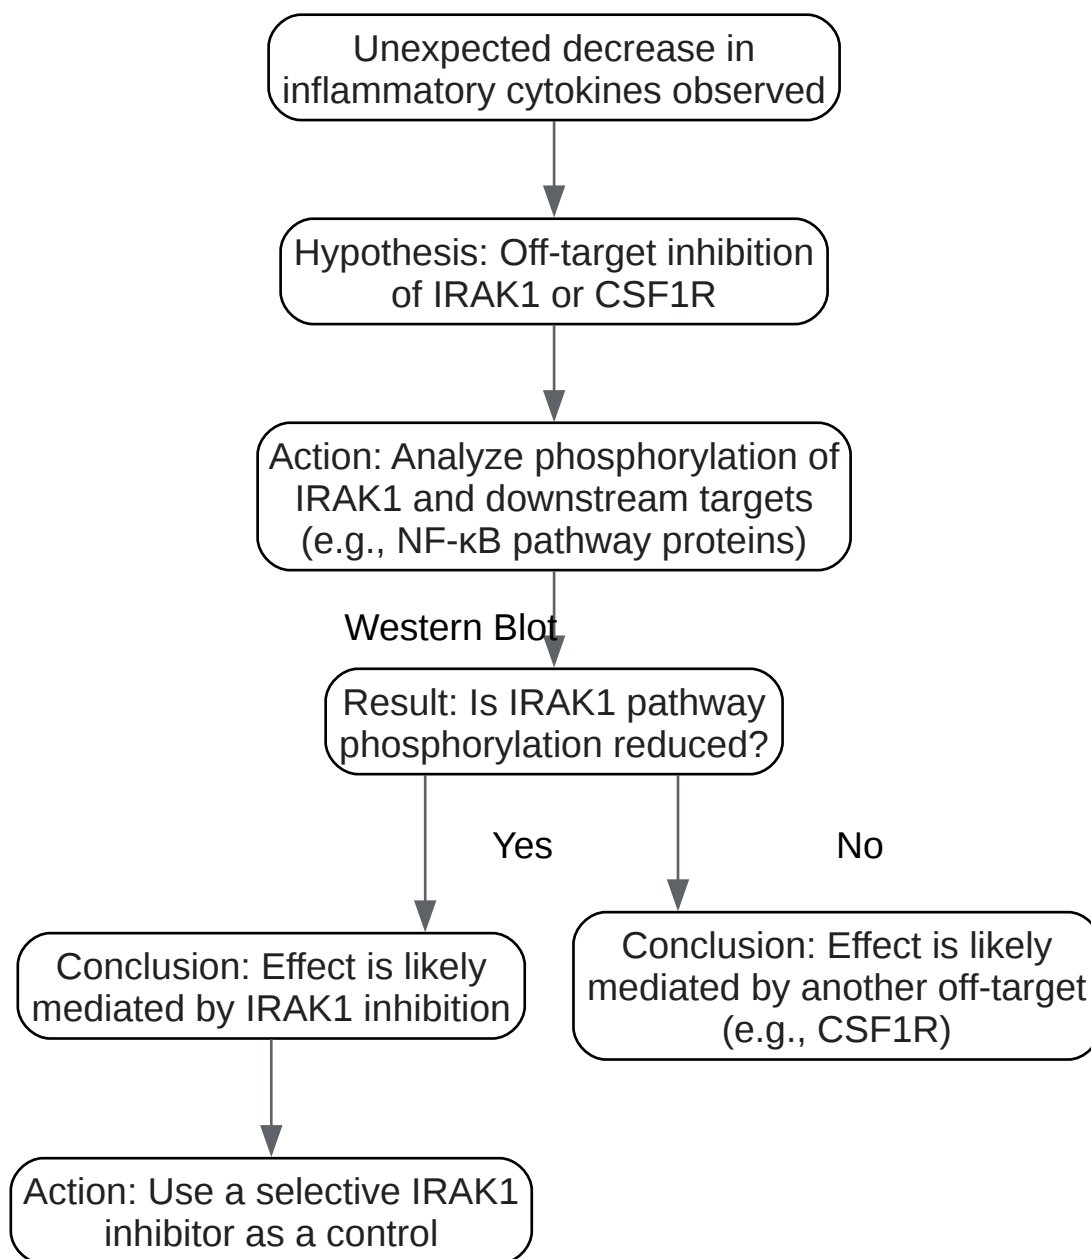 Unexpected decrease in
inflammatory cytokines observed
Hypothesis: Off-target inhibition
of IRAK1 or CSF1R
Action: Analyze phosphorylation of
IRAK1 and downstream targets
(e.g., NF-κB pathway proteins)
Western Blot
Result: Is IRAK1 pathway
phosphorylation reduced?
Yes
No
Conclusion: Effect is likely
mediated by IRAK1 inhibition
Conclusion: Effect is likely
mediated by another off-target
(e.g., CSF1R)
Action: Use a selective IRAK1
inhibitor as a control